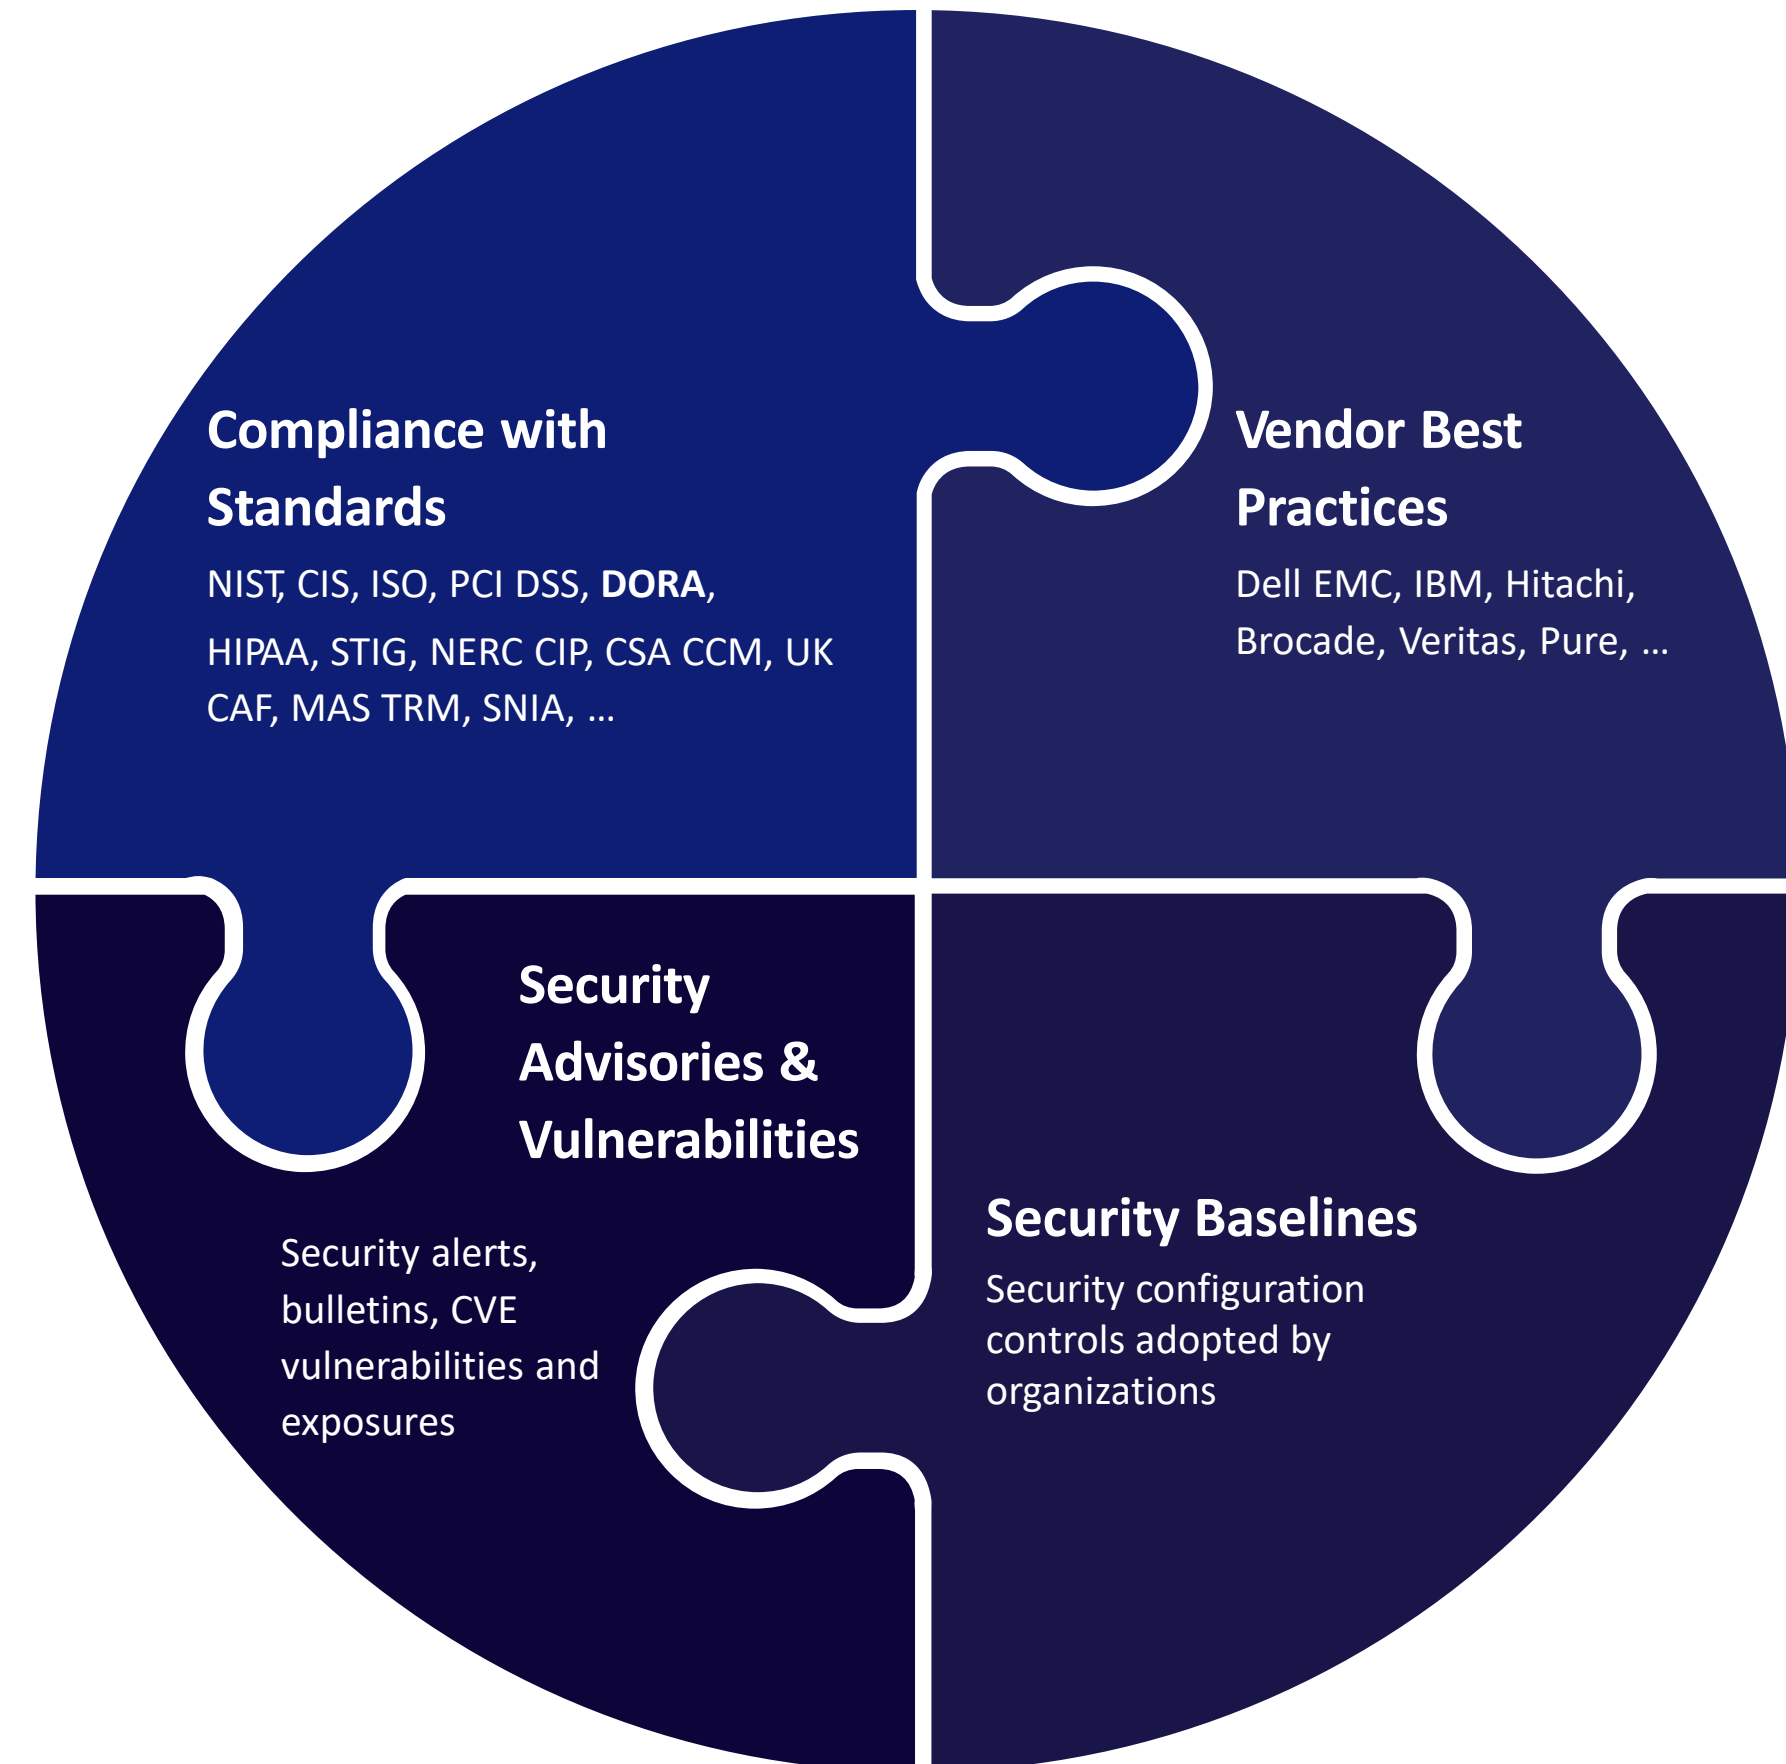 Compliance with
Standards
NIST, CIS, ISO, PCI DSS, DORA,
HIPAA, STIG, NERC CIP, CSA CCM, UK
CAF, MAS TRM, SNIA, …
Vendor Best
Practices
Dell EMC, IBM, Hitachi,
Brocade, Veritas, Pure, …
Security
Advisories &
Vulnerabilities
Security alerts,
bulletins, CVE
vulnerabilities and
exposures
Security Baselines
Security configuration
controls adopted by
organizations